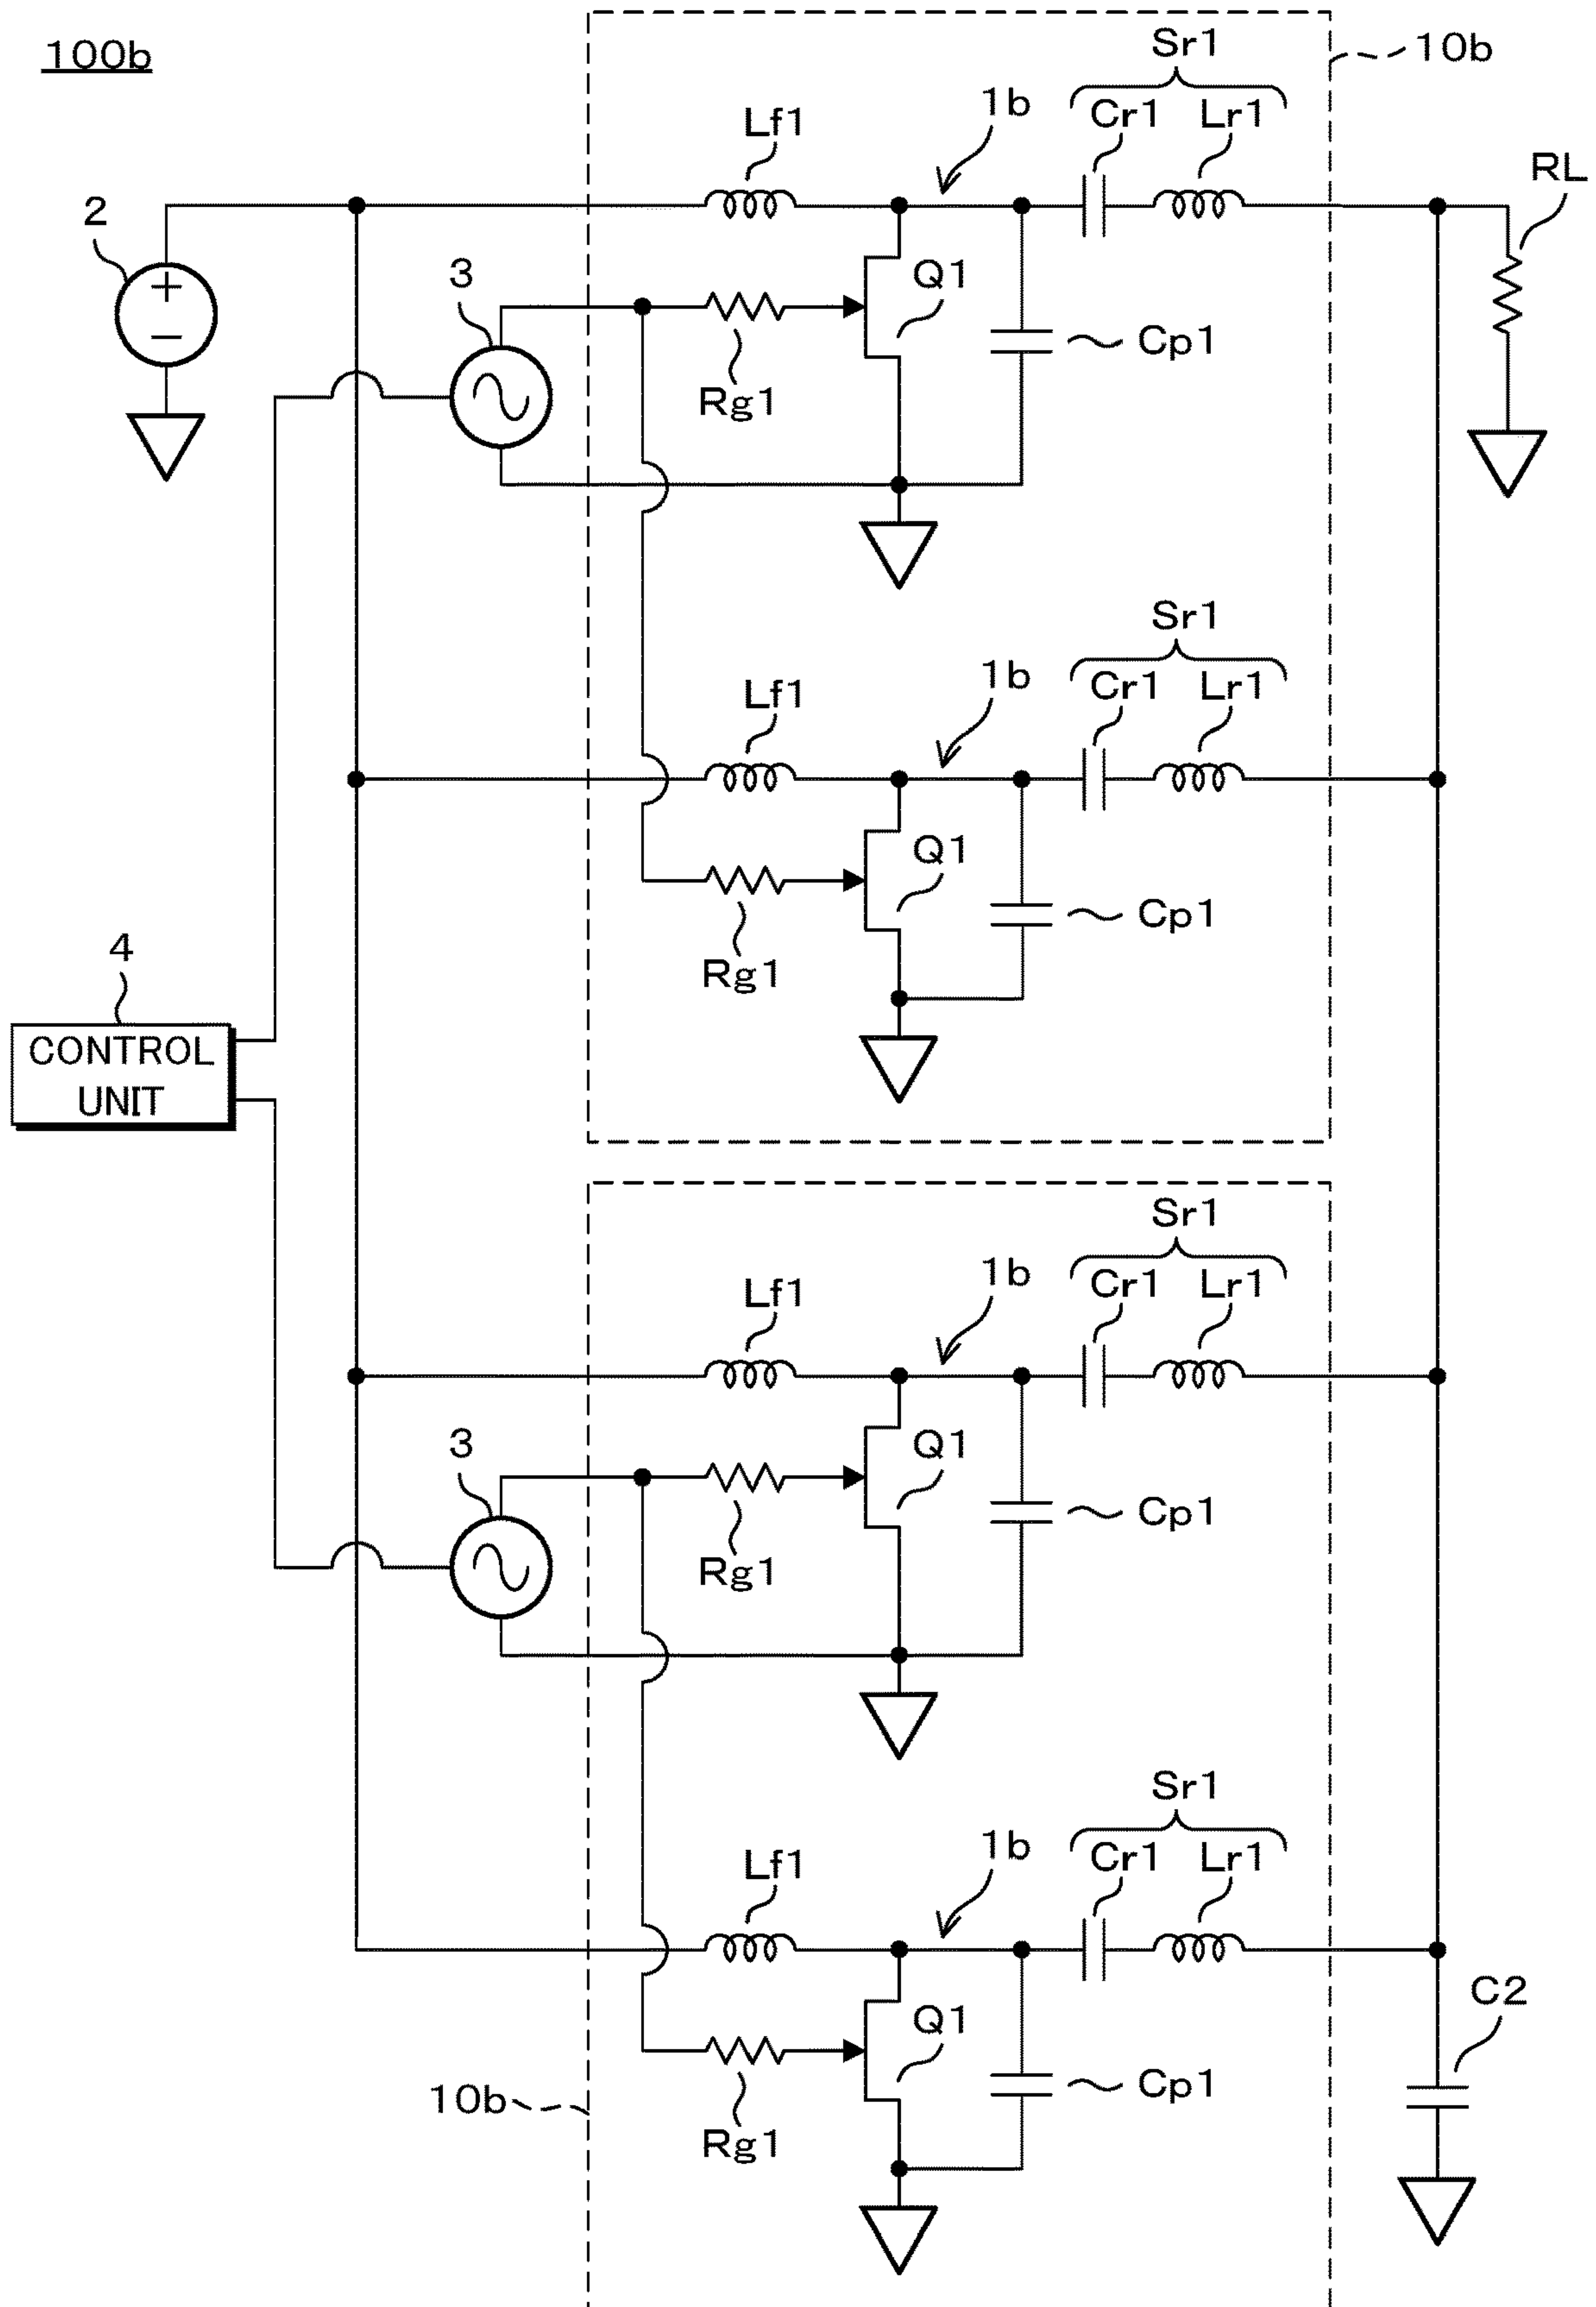 100b
10b
Sr1
Cr1 Lr1
1b
Lf1
RL
2
+
−
3
Q1
Cp1
Rg1
Sr1
Cr1 Lr1
1b
Lf1
Q1
Cp1
Rg1
4
CONTROL
UNIT
Sr1
Cr1 Lr1
1b
Lf1
3
Q1
Cp1
Rg1
Sr1
Cr1 Lr1
1b
Lf1
C2
Q1
Cp1
10b
Rg1